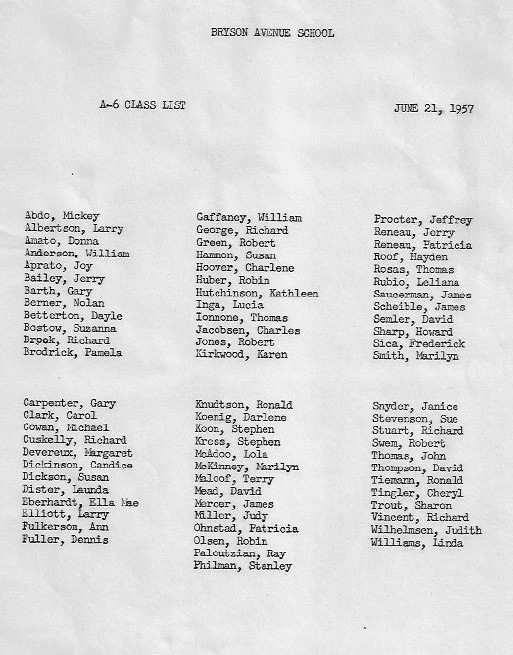 BRYSON AVENUE SCHOOL
A-6 CLASS LIST
JUNE 21, 1957
Abdo, Mickey
Albertson, Larry
Amato, Donna
Anderson, William
Aprato, Joy
Bailey, Jerry
Barth, Gary
Berner, Nolan
Betterton, Dayle
Bostow, Suzanna
Brpek, Richard
Brodrick, Pamela
Gaffaney, William
George, Richard
Green, Robert
Hammon, Susan
Hoover, Charlene
Huber, Robin
Hutchinson, Kathleen
Inga, Lucia
Ionmone, Thomas
Jacobsen, Charles
Jones, Robert
Kirkwood, Karen
Procter, Jeffrey
Reneau, Jerry
Reneau, Patricia
Roof, Hayden
Rosas, Thomas
Rubio, Leliana
Saucerman, James
Scheible, James
Semler, David
Sharp, Howard
Sica, Frederick
Smith, Marilyn
Carpenter, Gary
Clark, Carol
Cowan, Michael
Cuskelly, Richard
Devereux, Margaret
Dickinson, Candice
Dickson, Susan
Dister, Launda
Eberhardt, Ella Mae
Elliott, Larry
Fulkerson, Ann
Fuller, Dennis
Knudtson, Ronald
Koenig, Darlene
Koon, Stephen
Kress, Stephen
McAdoo, Lola
McKinney, Marilyn
Maloof, Terry
Mead, David
Mercer, James
Miller, Judy
Ohnstad, Patricia
Olsen, Robin
Paloutzian, Ray
Philman, Stanley
Snyder, Janice
Stevenson, Sue
Stuart, Richard
Swem, Robert
Thomas, John
Thompson, David
Tiemann, Ronald
Tingler, Cheryl
Trout, Sharon
Vincent, Richard
Wilhelmsen, Judith
Williams, Linda